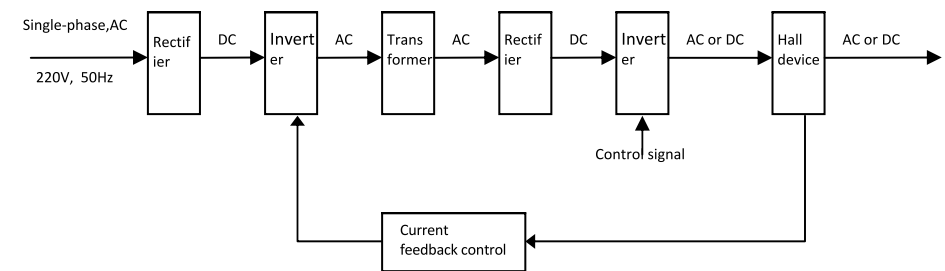 Single-phase,AC
220V, 50Hz
Rectif
ier
DC
Invert
er
AC
Trans
former
AC
Rectif
ier
DC
Invert
er
AC or DC
Hall
device
AC or DC
Control signal
Current
feedback control